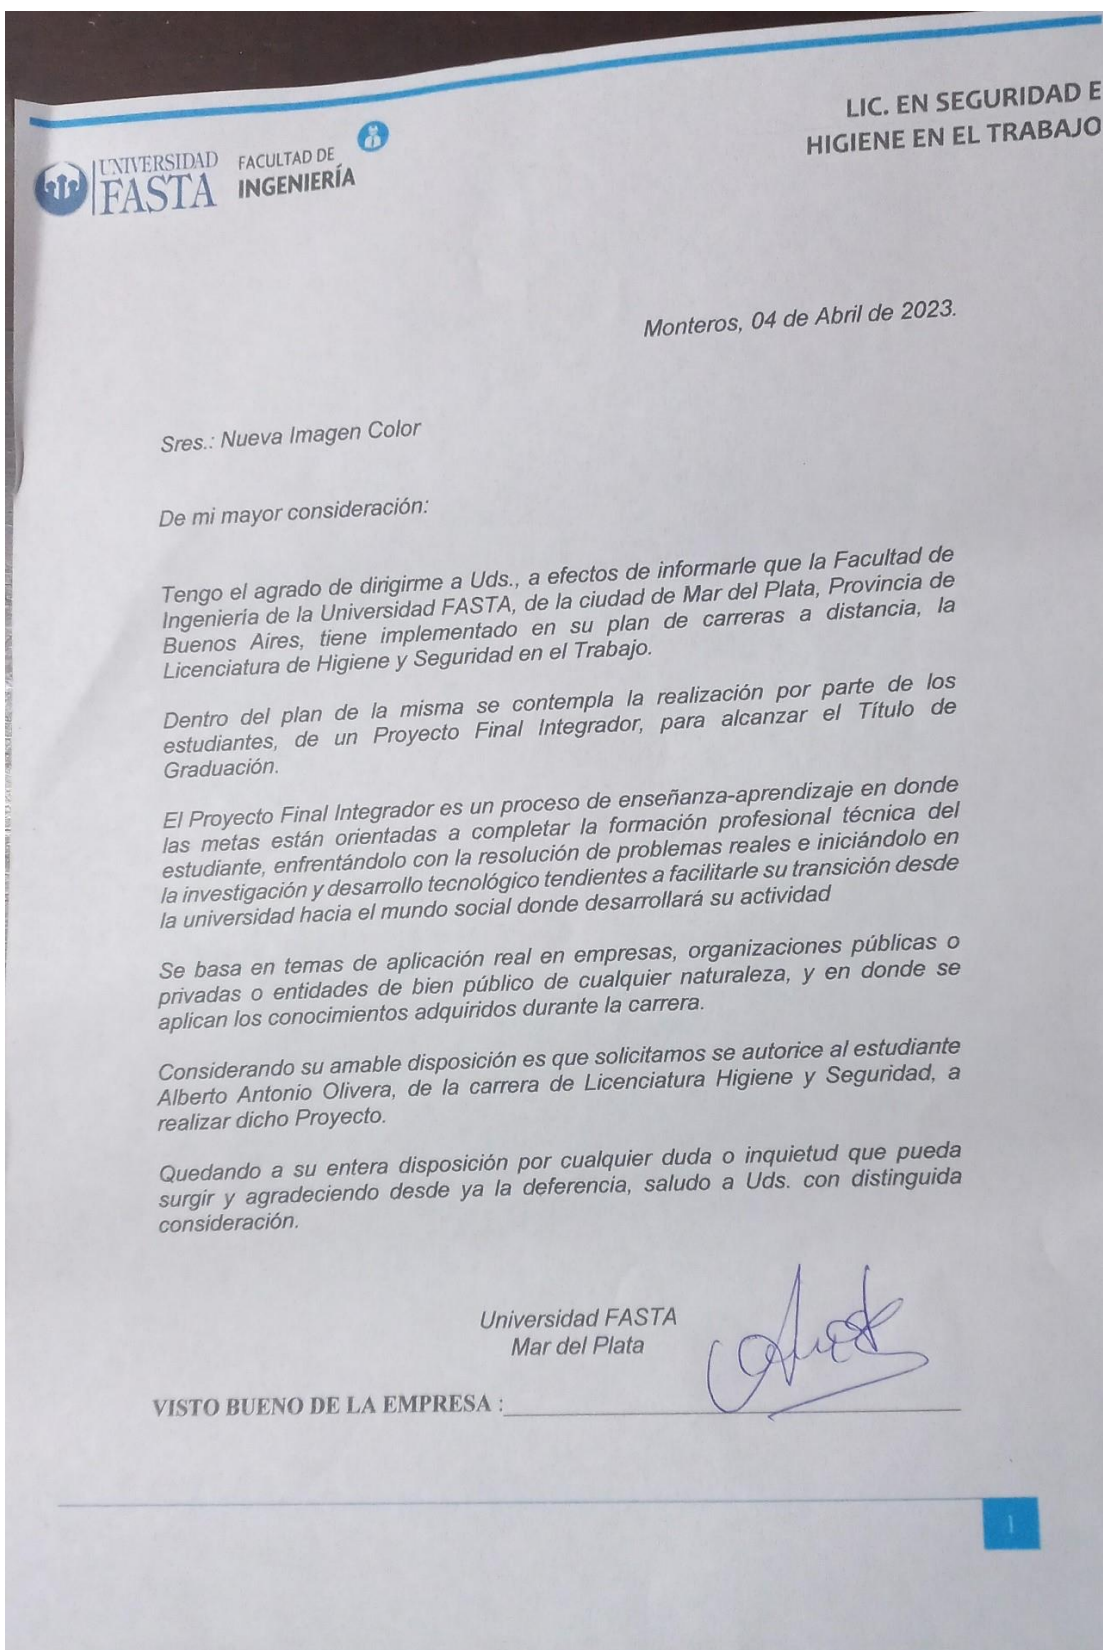 LIC. EN SEGURIDAD E
HIGIENE EN EL TRABAJO
UNIVERSIDAD
FASTA
FACULTAD DE
INGENIERÍA
Monteros, 04 de Abril de 2023.
Sres.: Nueva Imagen Color
De mi mayor consideración:
Tengo el agrado de dirigirme a Uds., a efectos de informarle que la Facultad de
Ingeniería de la Universidad FASTA, de la ciudad de Mar del Plata, Provincia de
Buenos Aires, tiene implementado en su plan de carreras a distancia, la
Licenciatura de Higiene y Seguridad en el Trabajo.
Dentro del plan de la misma se contempla la realización por parte de los
estudiantes, de un Proyecto Final Integrador, para alcanzar el Título de
Graduación.
El Proyecto Final Integrador es un proceso de enseñanza-aprendizaje en donde
las metas están orientadas a completar la formación profesional técnica del
estudiante, enfrentándolo con la resolución de problemas reales e iniciándolo en
la investigación y desarrollo tecnológico tendientes a facilitarle su transición desde
la universidad hacia el mundo social donde desarrollará su actividad
Se basa en temas de aplicación real en empresas, organizaciones públicas o
privadas o entidades de bien público de cualquier naturaleza, y en donde se
aplican los conocimientos adquiridos durante la carrera.
Considerando su amable disposición es que solicitamos se autorice al estudiante
Alberto Antonio Olivera, de la carrera de Licenciatura Higiene y Seguridad, a
realizar dicho Proyecto.
Quedando a su entera disposición por cualquier duda o inquietud que pueda
surgir y agradeciendo desde ya la deferencia, saludo a Uds. con distinguida
consideración.
Universidad FASTA
Mar del Plata
VISTO BUENO DE LA EMPRESA :
1